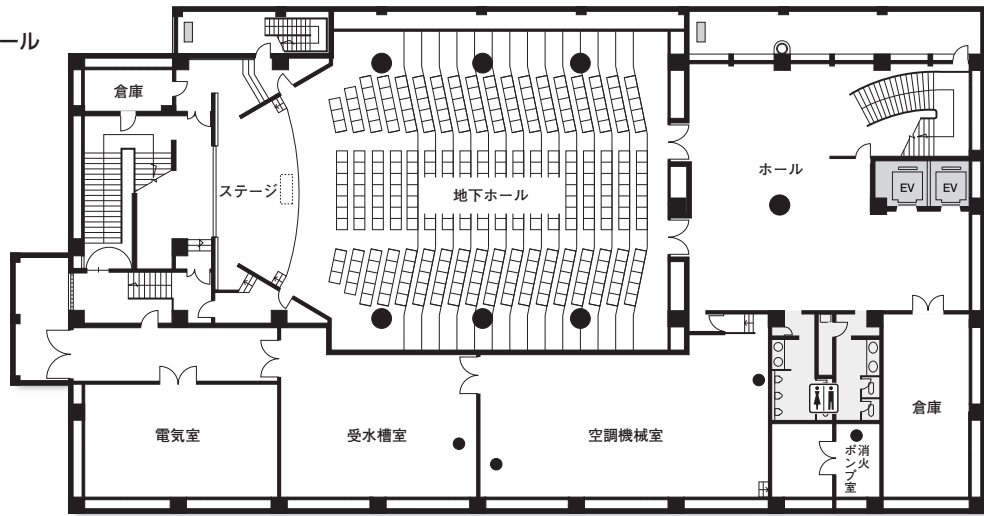 ール
倉庫
ステージ
地下ホール
ホール
EV
EV
電気室
受水槽室
空調機械室
消火
ポンプ室
倉庫